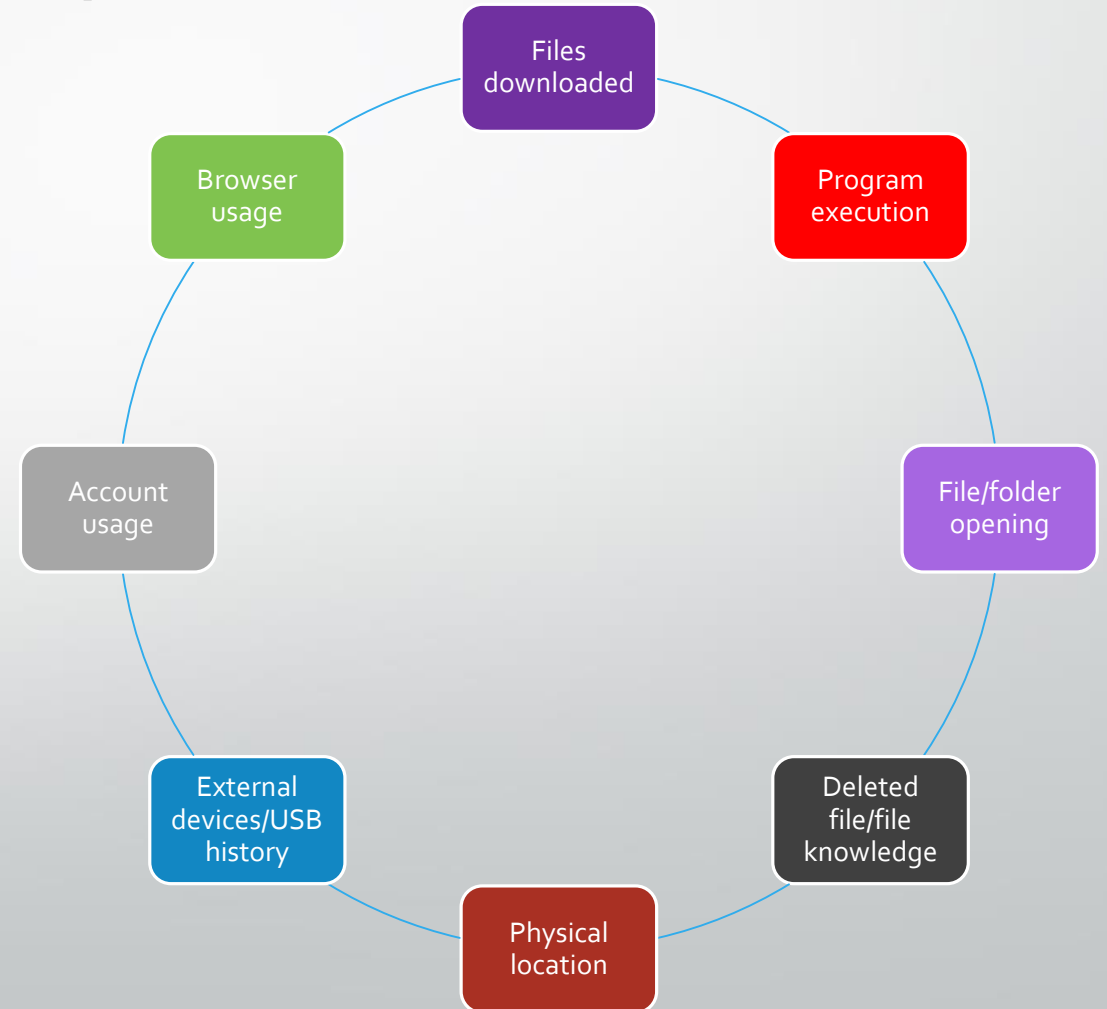 Files
downloaded
Program
execution
File/folder
opening
Deleted
file/file
knowledge
Physical
location
External
devices/USB
history
Account
usage
Browser
usage